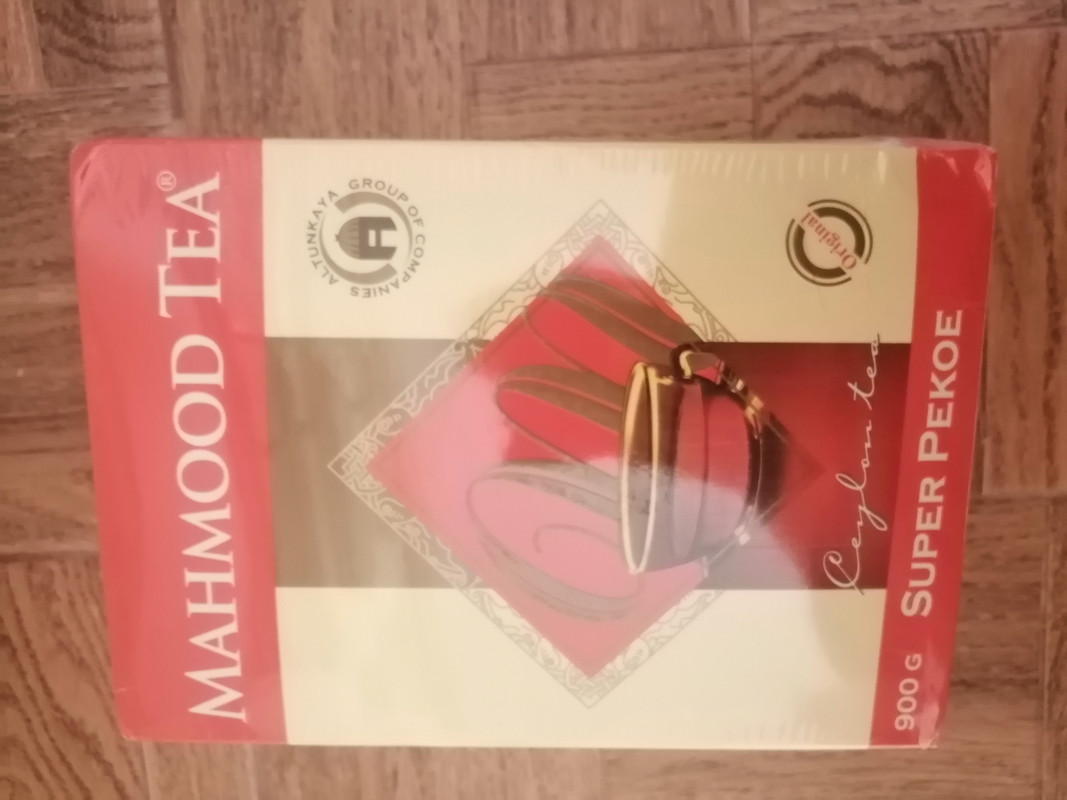 MAHMOOD TEA®
ALTUNKAYA GROUP OF COMPANIES
Original
Ceylon tea
900 G SUPER PEKOE